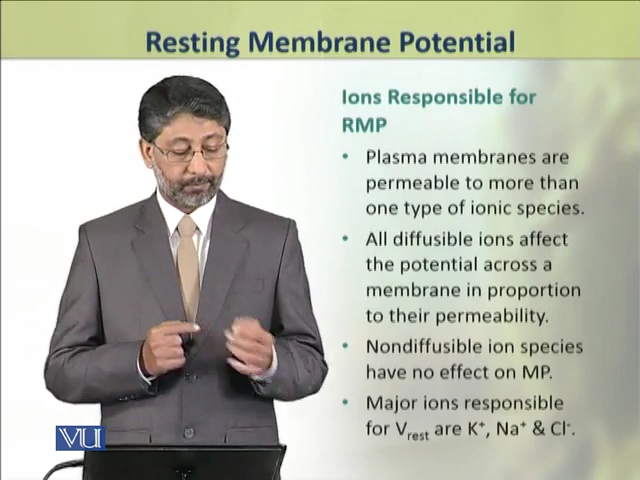 Resting Membrane Potential
Ions Responsible for
RMP
• Plasma membranes are
permeable to more than
one type of ionic species.
• All diffusible ions affect
the potential across a
membrane in proportion
to their permeability.
• Nondiffusible ion species
have no effect on MP.
• Major ions responsible
for Vrest are K⁺, Na⁺ & Cl⁻.
VU